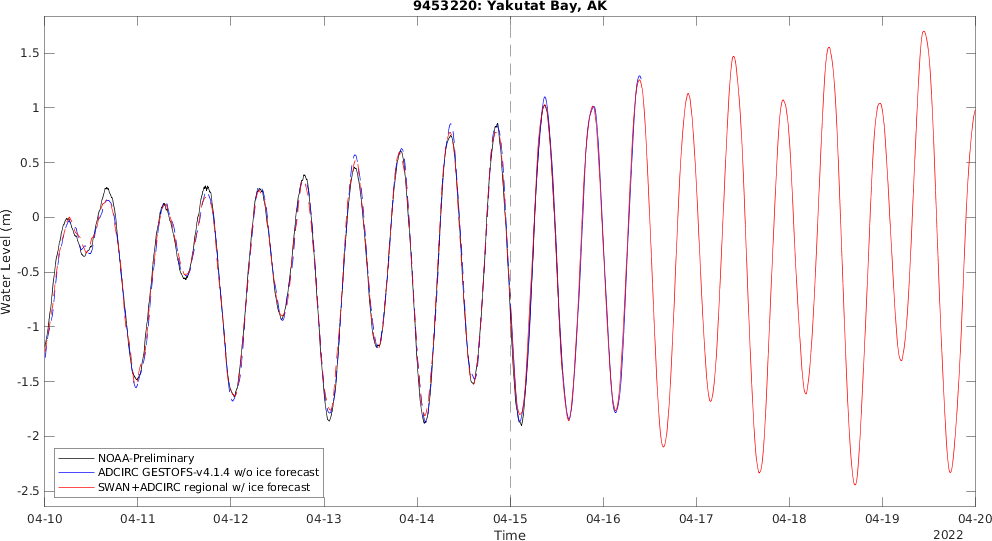 9453220: Yakutat Bay, AK
Water Level (m)
1.5
1
0.5
0
-0.5
-1
-1.5
-2
-2.5
NOAA-Preliminary
ADCIRC GESTOFS-v4.1.4 w/o ice forecast
SWAN+ADCIRC regional w/ ice forecast
04-10 04-11 04-12 04-13 04-14 04-15 04-16 04-17 04-18 04-19 04-20
Time
2022